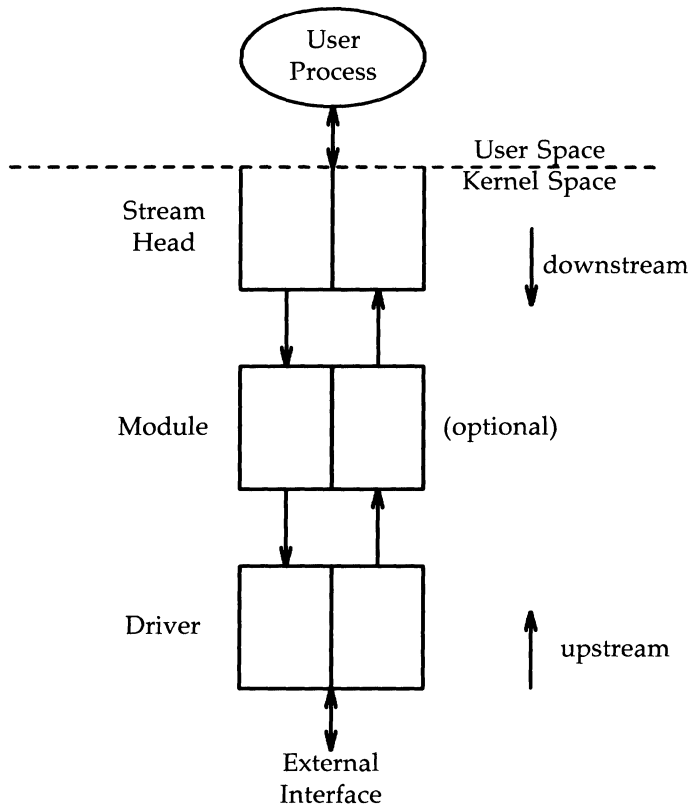 User
Process
User Space
Kernel Space
Stream
Head
downstream
Module
(optional)
Driver
upstream
External
Interface